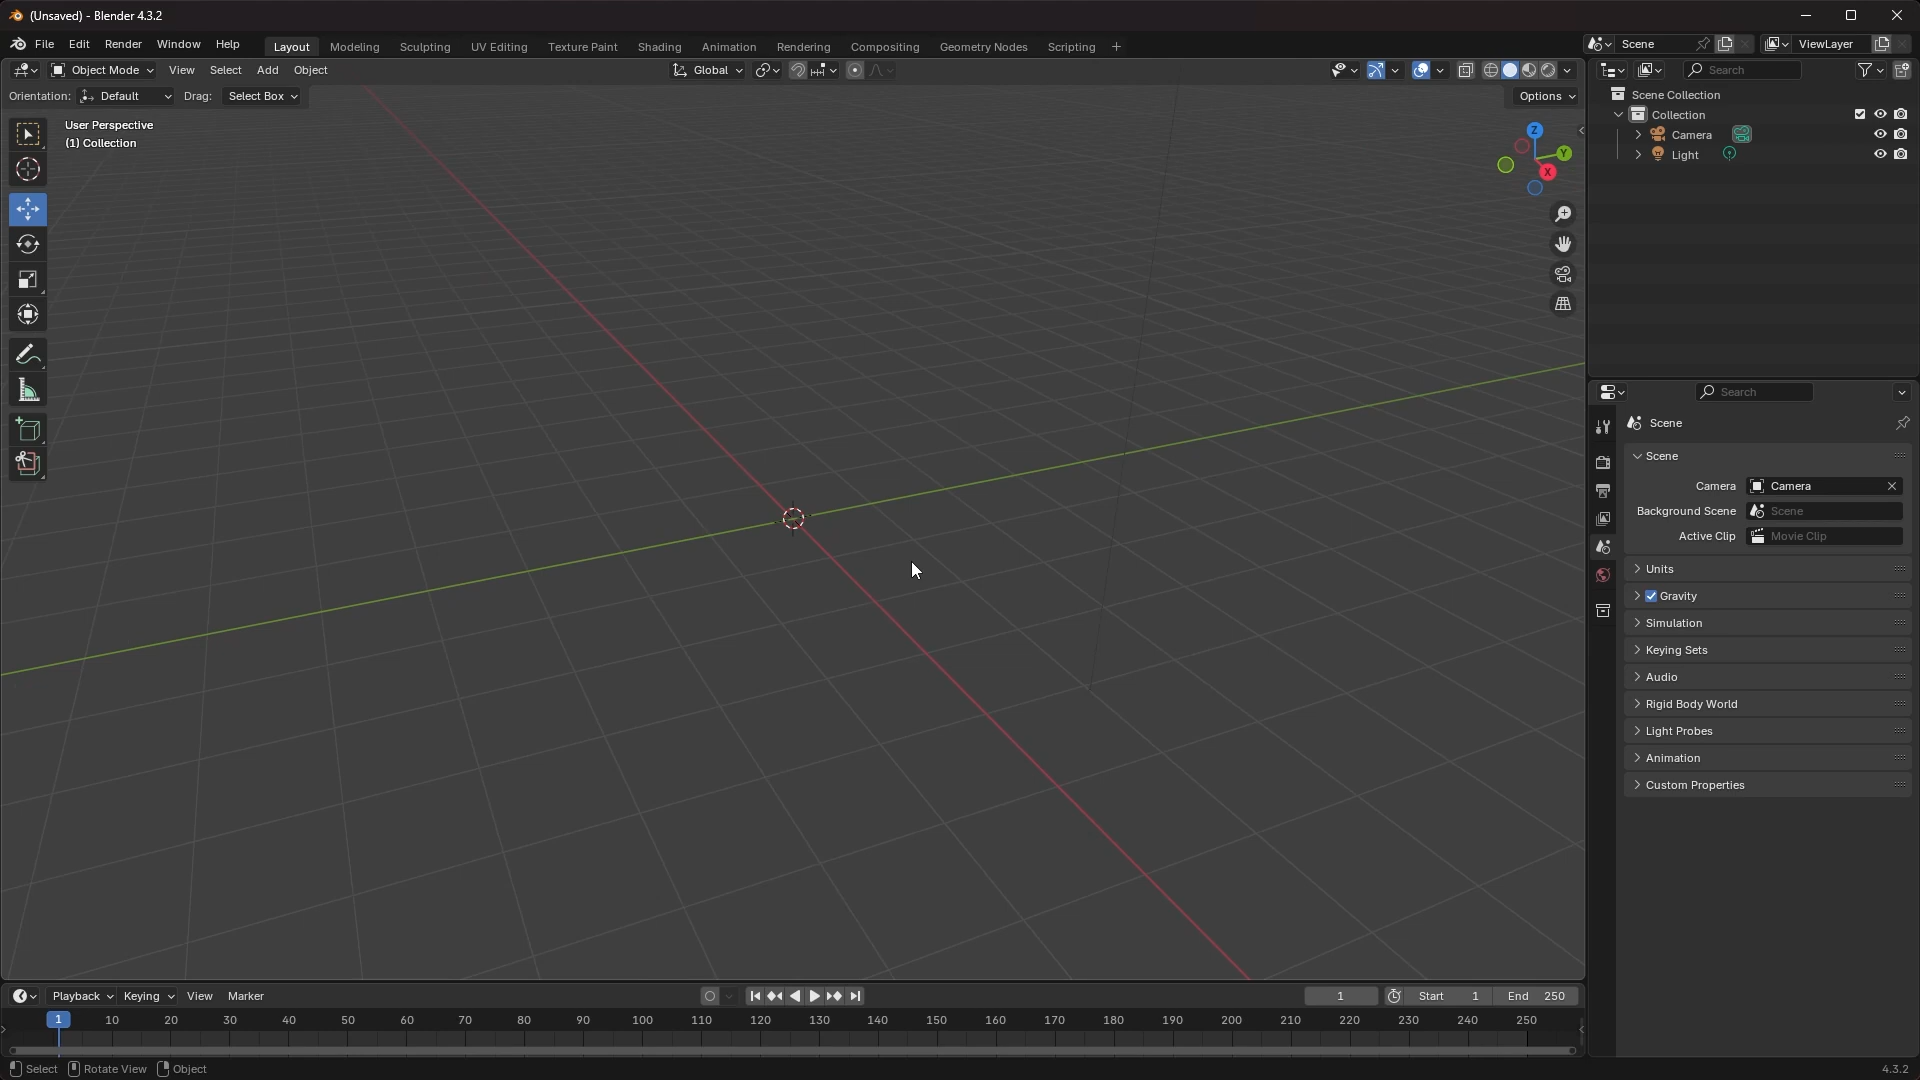 (Unsaved) - Blender 4.3.2
File Edit Render Window Help Layout Modeling Sculpting UV Editing Texture Paint Shading Animation Rendering Compositing Geometry Nodes Scripting + Scene ViewLayer
Object Mode View Select Add Object Global Search
Orientation: Default Drag: Select Box Options
User Perspective
(1) Collection
Z
Y
X
Scene Collection
Collection
Camera
Light
Search
Scene
Scene
Camera Camera
Background Scene Scene
Active Clip Movie Clip
Units
Gravity
Simulation
Keying Sets
Audio
Rigid Body World
Light Probes
Animation
Custom Properties
Playback Keying View Marker 1 Start 1 End 250
1 10 20 30 40 50 60 70 80 90 100 110 120 130 140 150 160 170 180 190 200 210 220 230 240 250
Select Rotate View Object 4.3.2